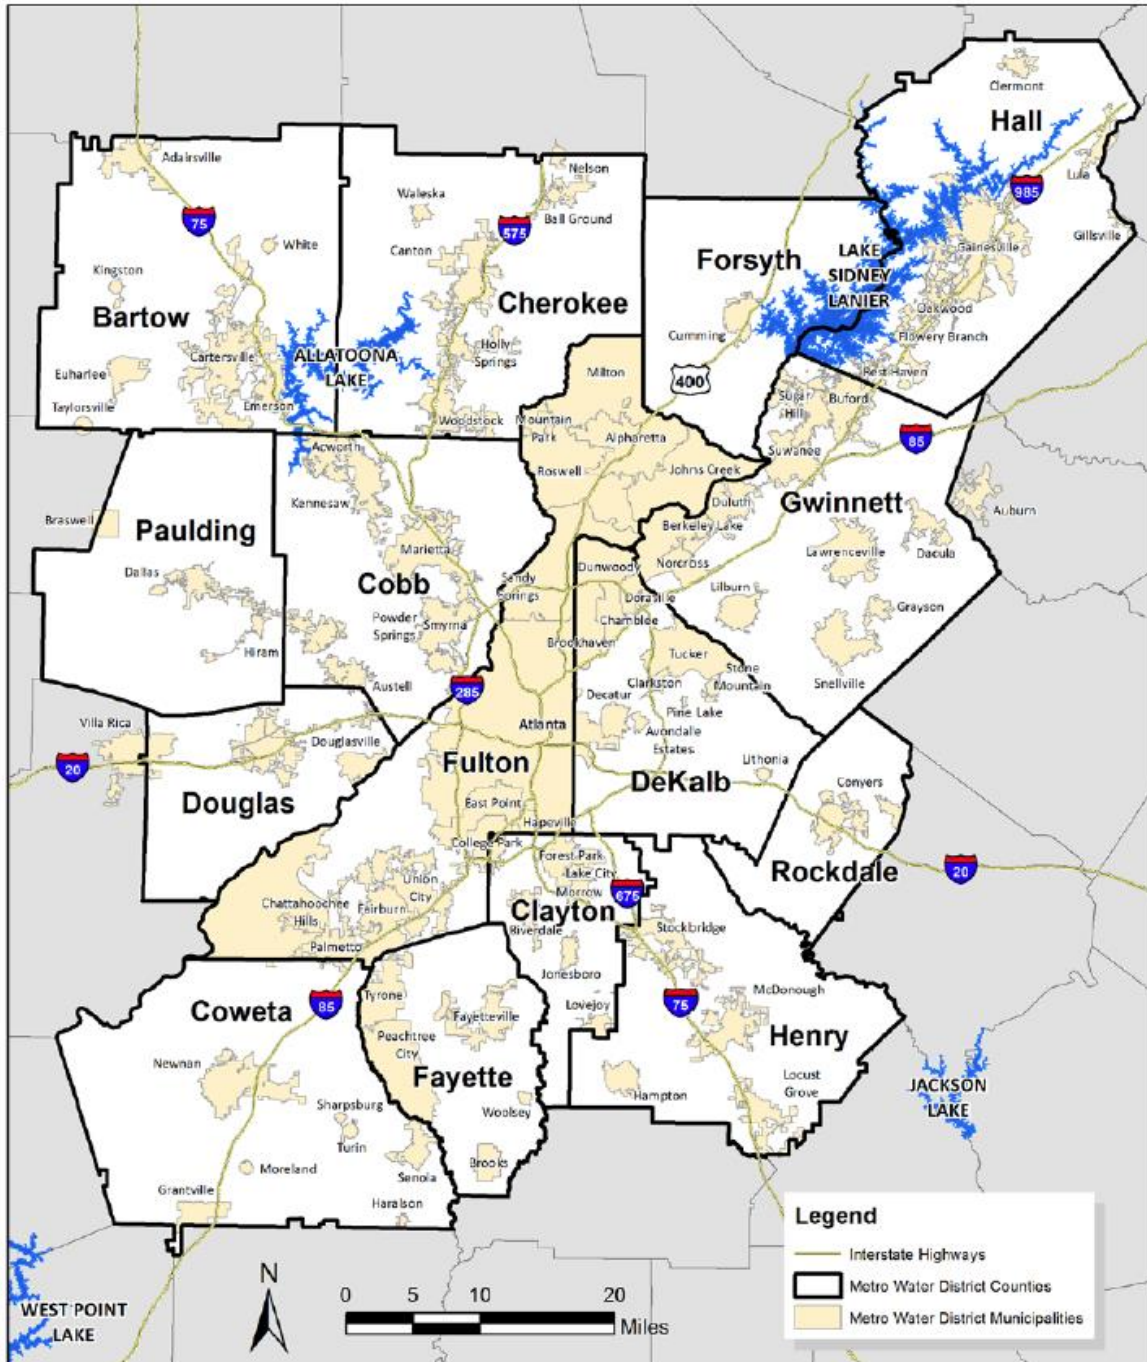 Clermont
Hall
Adairsville
Nelson
Lula
985
Waleska
75
575
Ball Ground
Gillsville
White
Canton
Gainesville
Forsyth
LAKE
SIDNEY
LANIER
Kingston
Cherokee
Bartow
Oakwood
Cumming
Flowery Branch
Holly
Springs
ALLATOONA
LAKE
Cartersville
Euharlee
Milton
Rest Haven
400
Sugar
Hill
Buford
Taylorsville
Emerson
Woodstock
Mountain
Park
Alpharetta
85
Acworth
Suwanee
Roswell
Johns Creek
Kennesaw
Duluth
Gwinnett
Auburn
Braswell
Paulding
Berkeley Lake
Marietta
Lawrenceville
Dacula
Dallas
Cobb
Sandy
Springs
Dunwoody
Norcross
Lilburn
Doraville
Grayson
Powder
Springs
Smyrna
Chamblee
Brookhaven
Hiram
Tucker
Stone
Mountain
Austell
285
Clarkston
Snellville
Decatur
Pine Lake
Villa Rica
Douglasville
Atlanta
Avondale
Estates
20
Fulton
Lithonia
DeKalb
Conyers
Douglas
East Point
Hapeville
College Park
Forest Park
Rockdale
20
Lake City
Union
City
Morrow
675
Chattahoochee
Hills
Fairburn
Clayton
Riverdale
Stockbridge
Palmetto
Jonesboro
Coweta
85
Tyrone
Lovejoy
75
McDonough
Fayetteville
Henry
Peachtree
City
Newnan
Fayette
Locust
Grove
JACKSON
LAKE
Hampton
Sharpsburg
Woolsey
Turin
Moreland
Brooks
Senoia
Grantville
Haralson
Legend
Interstate Highways
Metro Water District Counties
Metro Water District Municipalities
N
0 5 10 20
Miles
WEST POINT
LAKE